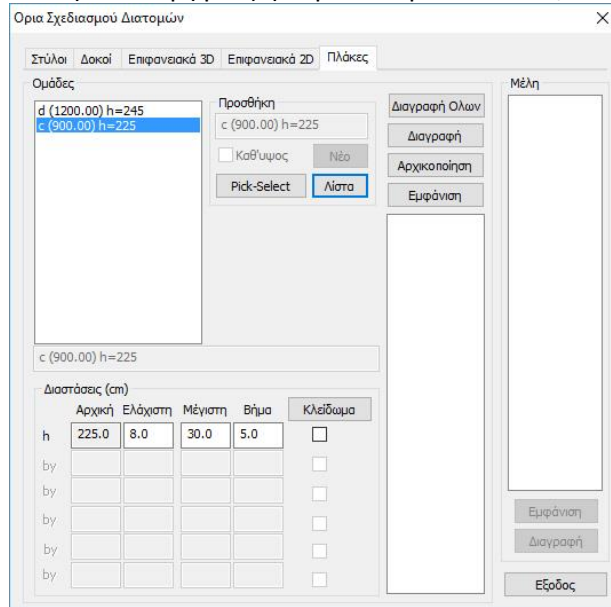 Ορια Σχεδιασμού Διατομών
Στύλοι Δοκοί Επιφανειακά 3D Επιφανειακά 2D Πλάκες
Ομάδες
d (1200.00) h=245
c (900.00) h=225
Προσθήκη
c (900.00) h=225
Καθ'υψος Νέο
Pick-Select Λίστα
Διαγραφή Ολων
Διαγραφή
Αρχικοποίηση
Εμφάνιση
Μέλη
c (900.00) h=225
Διαστάσεις (cm)
Αρχική Ελάχιστη Μέγιστη Βήμα Κλείδωμα
h 225.0 8.0 30.0 5.0
by
by
by
by
by
Εμφάνιση
Διαγραφή
Εξοδος